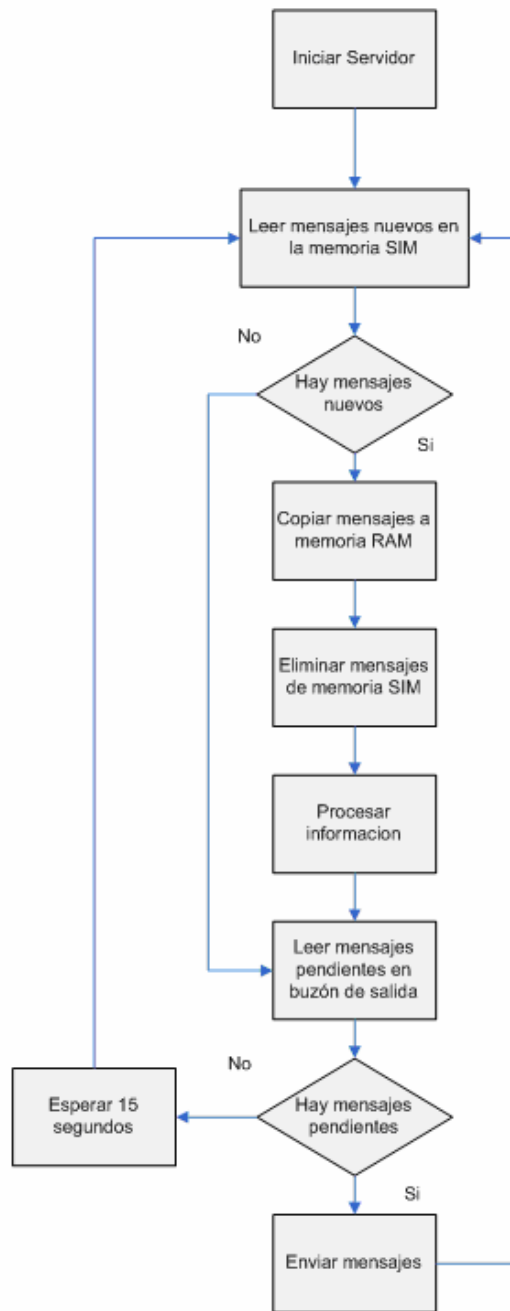 Iniciar Servidor
Leer mensajes nuevos en
la memoria SIM
No
Hay mensajes
nuevos
Si
Copiar mensajes a
memoria RAM
Eliminar mensajes
de memoria SIM
Procesar
informacion
Leer mensajes
pendientes en
buzón de salida
No
Esperar 15
segundos
Hay mensajes
pendientes
Si
Enviar mensajes